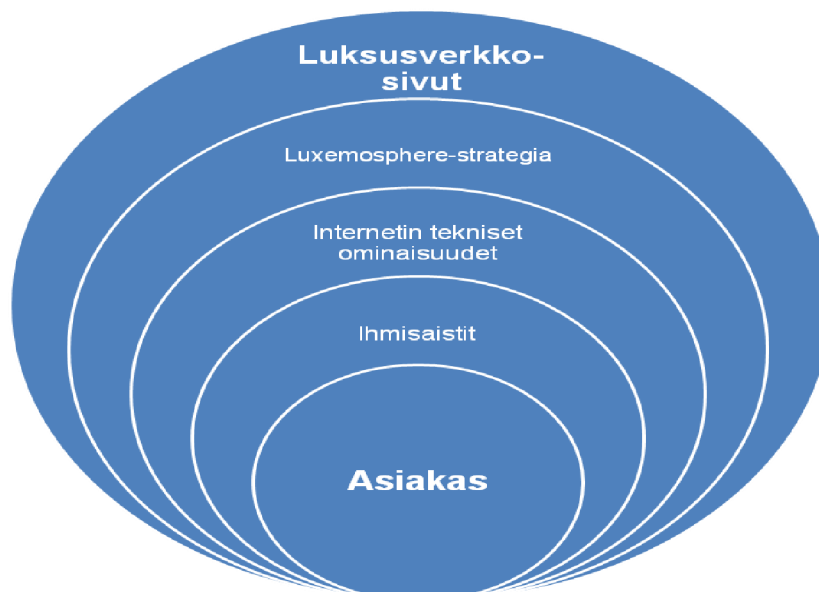 Luksusverkko-
sivut
Luxemosphere-strategia
Internetin tekniset
ominaisuudet
Ihmisaistit
Asiakas